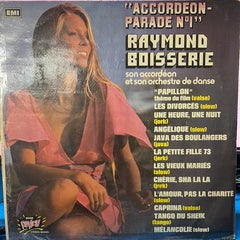 EMI
"ACCORDEON-
PARADE N°1"
RAYMOND
BOISSERIE
son accordéon
et son orchestre de danse
"PAPILLON"
thème du film (valse)
LES DIVORCÉS (slow)
UNE HEURE, UNE NUIT
(jerk)
ANGÉLIQUE (slow)
JAVA DES BOULANGERS
(java)
LA PETITE FILLE 73
(jerk)
LES VIEUX MARIÉS
(slow)
CHÉRIE, SHA LA LA
(jerk)
L'AMOUR, PAS LA CHARITÉ
(slow)
CAPRINA (valse)
TANGO DU SHEIK
(tango)
MÉLANCOLIE (slow)